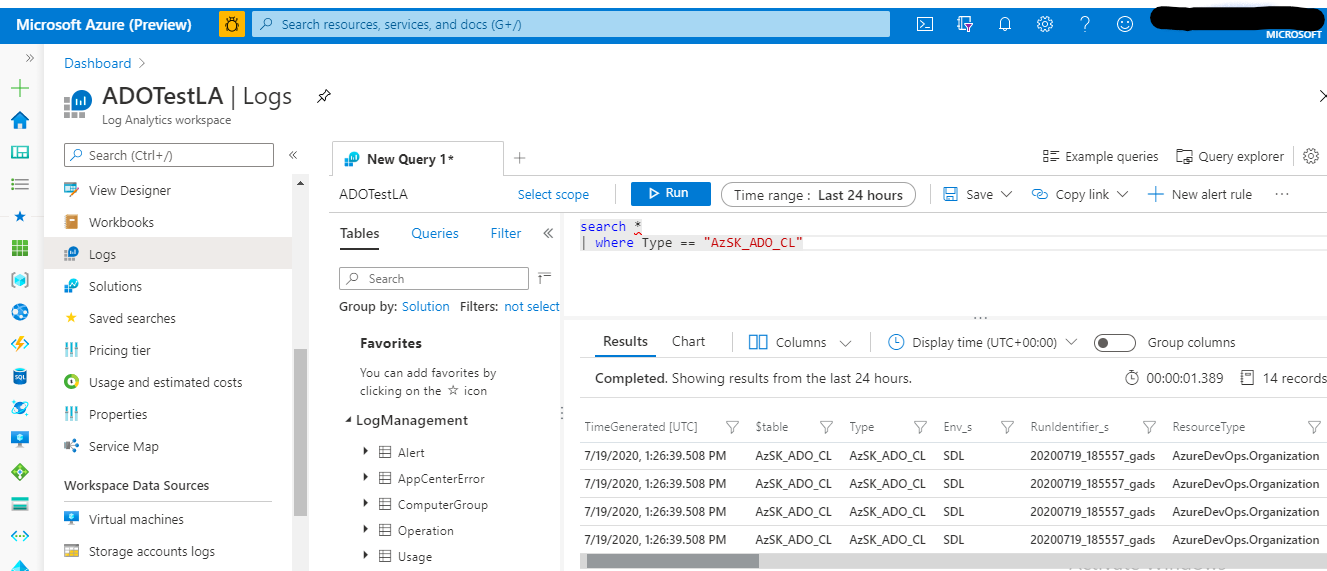 Microsoft Azure (Preview)
Search resources, services, and docs (G+/)
MICROSOFT
Dashboard
ADOTestLA | Logs
Log Analytics workspace
Search (Ctrl+/)
View Designer
Workbooks
Logs
Solutions
Saved searches
Pricing tier
Usage and estimated costs
Properties
Service Map
Workspace Data Sources
Virtual machines
Storage accounts logs
New Query 1*
Example queries
Query explorer
ADOTestLA
Select scope
Run
Time range : Last 24 hours
Save
Copy link
New alert rule
Tables Queries Filter
Search
Group by: Solution Filters: not select
Favorites
You can add favorites by
clicking on the ☆ icon
LogManagement
Alert
AppCenterError
ComputerGroup
Operation
Usage
search *
| where Type == "AzSK_ADO_CL"
Results Chart Columns Display time (UTC+00:00) Group columns
Completed. Showing results from the last 24 hours. 00:00:01.389 14 records
TimeGenerated [UTC] $table Type Env_s RunIdentifier_s ResourceType
7/19/2020, 1:26:39.508 PM AzSK_ADO_CL AzSK_ADO_CL SDL 20200719_185557_gads AzureDevOps.Organization
7/19/2020, 1:26:39.508 PM AzSK_ADO_CL AzSK_ADO_CL SDL 20200719_185557_gads AzureDevOps.Organization
7/19/2020, 1:26:39.508 PM AzSK_ADO_CL AzSK_ADO_CL SDL 20200719_185557_gads AzureDevOps.Organization
7/19/2020, 1:26:39.508 PM AzSK_ADO_CL AzSK_ADO_CL SDL 20200719_185557_gads AzureDevOps.Organization